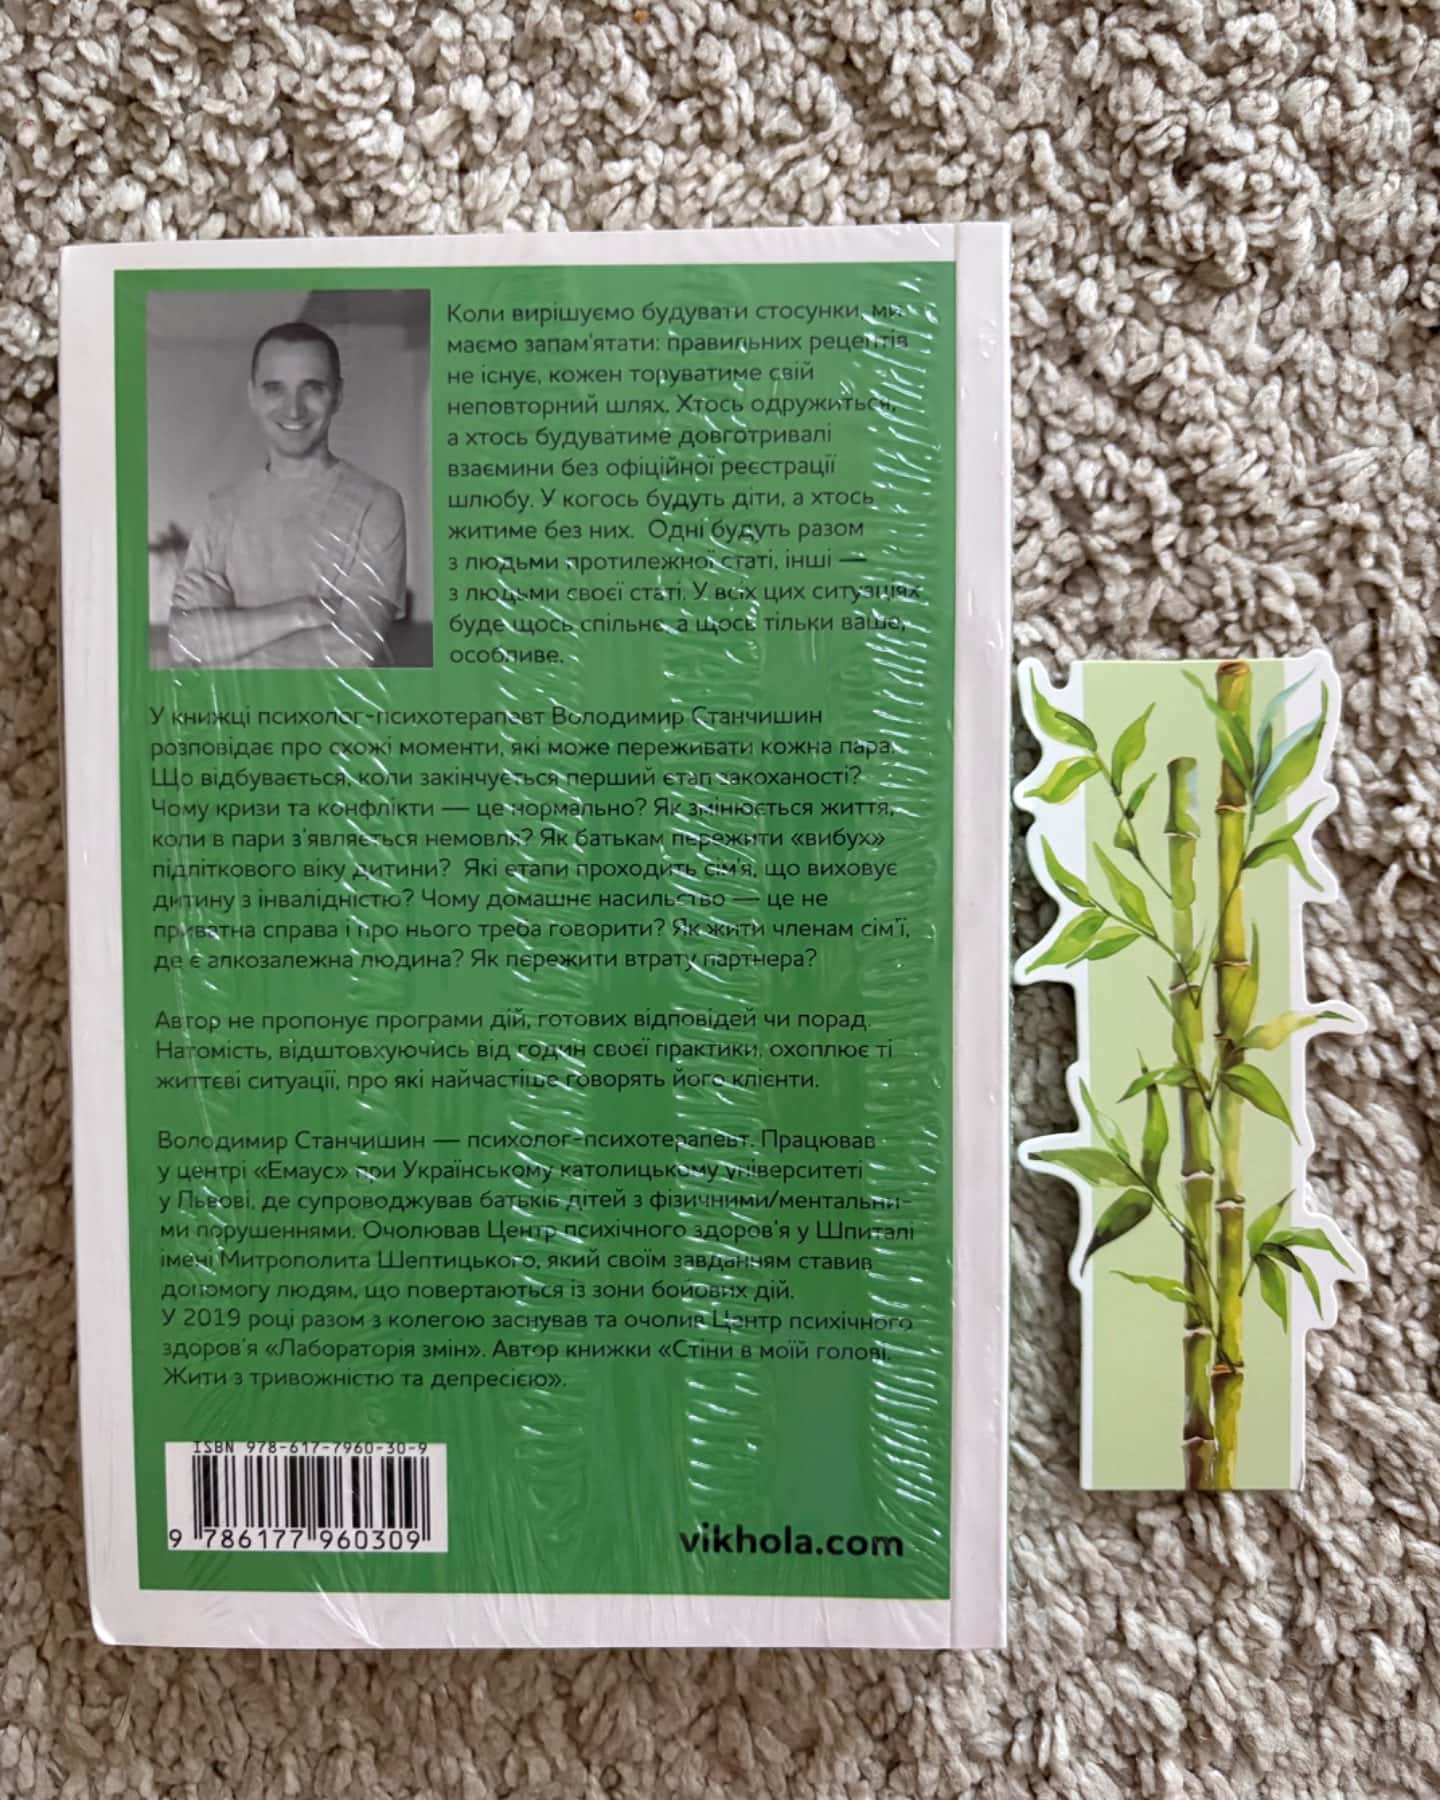 Коли вирішуємо будувати стосунки, ми
маємо запам'ятати: правильних рецептів
не існує, кожен торуватиме свій
неповторний шлях. Хтось одружиться,
а хтось будуватиме довготривалі
взаємини без офіційної реєстрації
шлюбу. У когось будуть діти, а хтось
житиме без них. Одні будуть разом
з людьми протилежної статі, інші —
з людьми своєї статі. У всіх цих ситуаціях
буде щось спільне, а щось тільки ваше,
особливе.
У книжці психолог-психотерапевт Володимир Станчишин
розповідає про схожі моменти, які може переживати кожна пара.
Що відбувається, коли закінчується перший етап закоханості?
Чому кризи та конфлікти — це нормально? Як змінюється життя,
коли в пари з'являється немовля? Як батькам пережити «вибух»
підліткового віку дитини? Які етапи проходить сім'я, що виховує
дитину з інвалідністю? Чому домашнє насильство — це не
приватна справа і про нього треба говорити? Як жити членам сім'ї,
де є алкозалежна людина? Як пережити втрату партнера?
Автор не пропонує програми дій, готових відповідей чи порад.
Натомість, відштовхуючись від годин своєї практики, охоплює ті
життєві ситуації, про які найчастіше говорять його клієнти.
Володимир Станчишин — психолог-психотерапевт. Працював
у центрі «Емаус» при Українському католицькому університеті
у Львові, де супроводжував батьків дітей з фізичними/ментальни-
ми порушеннями. Очолював Центр психічного здоров'я у Шпиталі
імені Митрополита Шептицького, який своїм завданням ставив
допомогу людям, що повертаються із зони бойових дій.
У 2019 році разом з колегою заснував та очолив Центр психічного
здоров'я «Лабораторія змін». Автор книжки «Стіни в моїй голові.
Жити з тривожністю та депресією».
ISBN 978-617-7960-30-9
9 786177 960309
vikhola.com